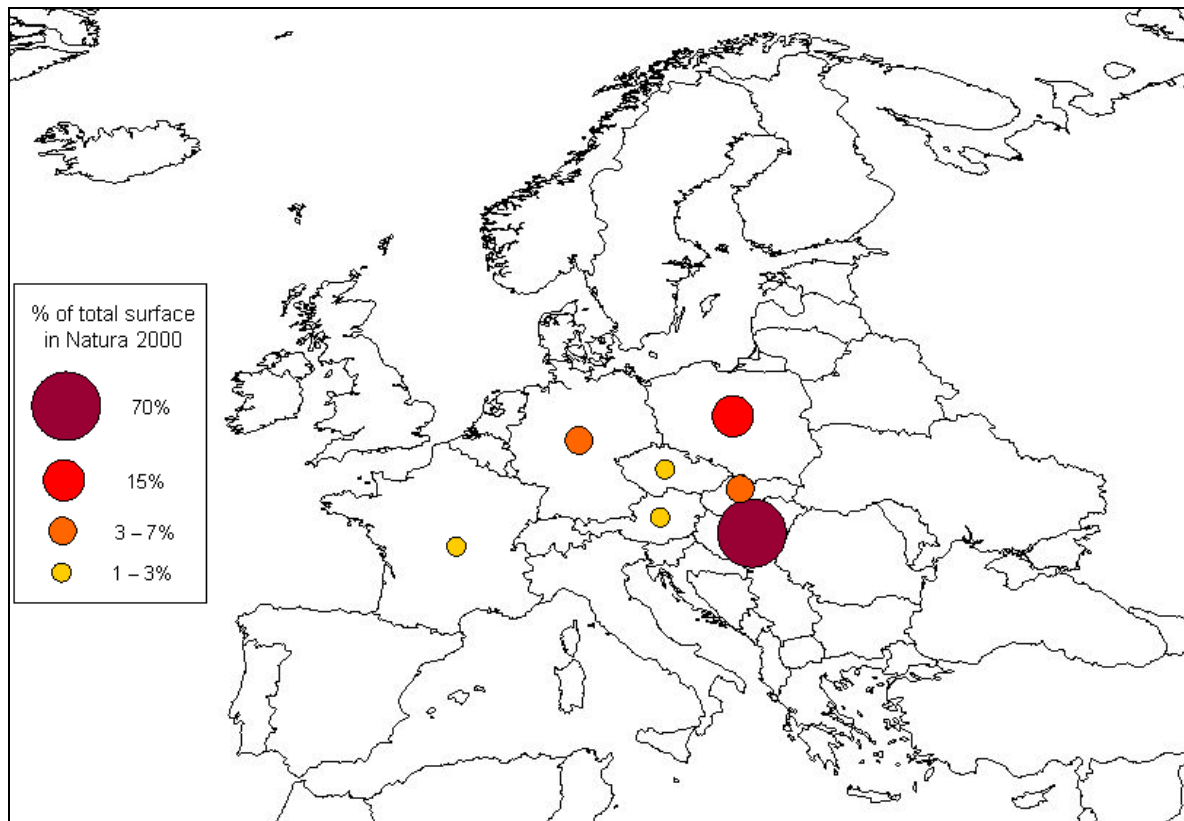 % of total surface
in Natura 2000
70%
15%
3 – 7%
1 – 3%